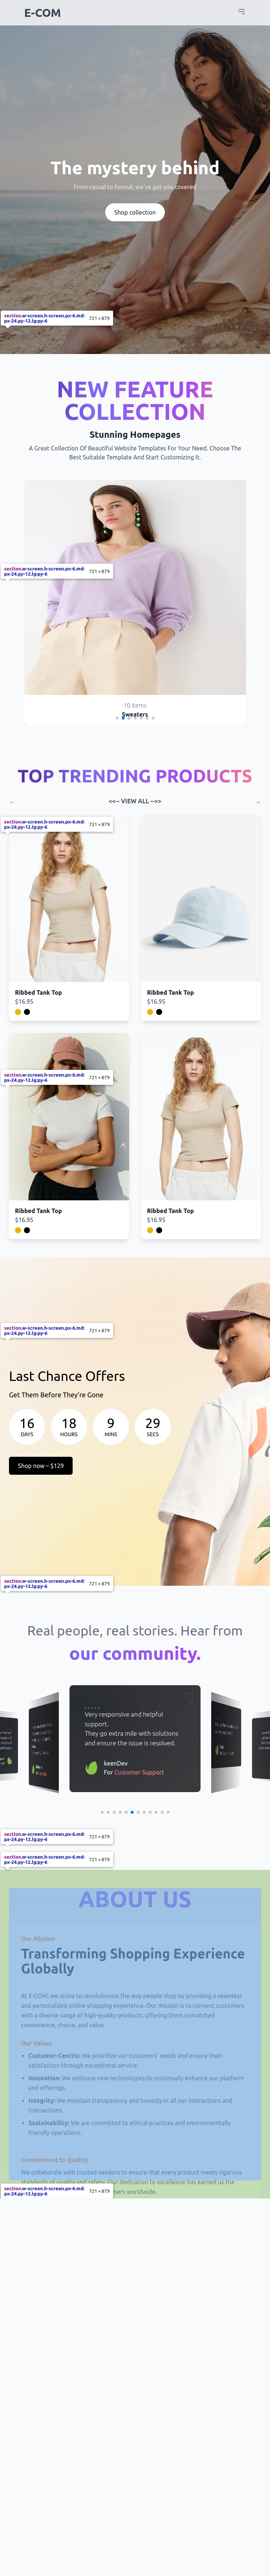 E-COM
The mystery behind
From casual to formal, we've got you covered
Shop collection
section.w-screen.h-screen.px-6.md:
px-24.py-12.lg:py-6
721 × 879
NEW FEATURE
COLLECTION
Stunning Homepages
A Great Collection Of Beautiful Website Templates For Your Need. Choose The
Best Suitable Template And Start Customizing It.
section.w-screen.h-screen.px-6.md:
px-24.py-12.lg:py-6
721 × 879
10 items
Sweaters
TOP TRENDING PRODUCTS
← <<-- VIEW ALL -->> →
section.w-screen.h-screen.px-6.md:
px-24.py-12.lg:py-6
721 × 879
Ribbed Tank Top
$16.95
Ribbed Tank Top
$16.95
section.w-screen.h-screen.px-6.md:
px-24.py-12.lg:py-6
721 × 879
Ribbed Tank Top
$16.95
Ribbed Tank Top
$16.95
section.w-screen.h-screen.px-6.md:
px-24.py-12.lg:py-6
721 × 879
Last Chance Offers
Get Them Before They're Gone
16 18 9 29
DAYS HOURS MINS SECS
Shop now – $129
section.w-screen.h-screen.px-6.md:
px-24.py-12.lg:py-6
721 × 879
Real people, real stories. Hear from
our community.
Very responsive and helpful
support.
They go extra mile with solutions
and ensure the issue is resolved.
keenDev
For Customer Support
section.w-screen.h-screen.px-6.md:
px-24.py-12.lg:py-6
721 × 879
section.w-screen.h-screen.px-6.md:
px-24.py-12.lg:py-6
721 × 879
ABOUT US
Our Mission
Transforming Shopping Experience
Globally
At E-COM, we strive to revolutionize the way people shop by providing a seamless
and personalized online shopping experience. Our mission is to connect customers
with a diverse range of high-quality products, offering them unmatched
convenience, choice, and value.
Our Values
• Customer-Centric: We prioritize our customers' needs and ensure their
satisfaction through exceptional service.
• Innovation: We embrace new technologies to continually enhance our platform
and offerings.
• Integrity: We maintain transparency and honesty in all our interactions and
transactions.
• Sustainability: We are committed to ethical practices and environmentally
friendly operations.
Commitment to Quality
We collaborate with trusted vendors to ensure that every product meets rigorous
standards of quality and safety. Our dedication to excellence has earned us the
section.w-screen.h-screen.px-6.md:
px-24.py-12.lg:py-6
721 × 879
worldwide.